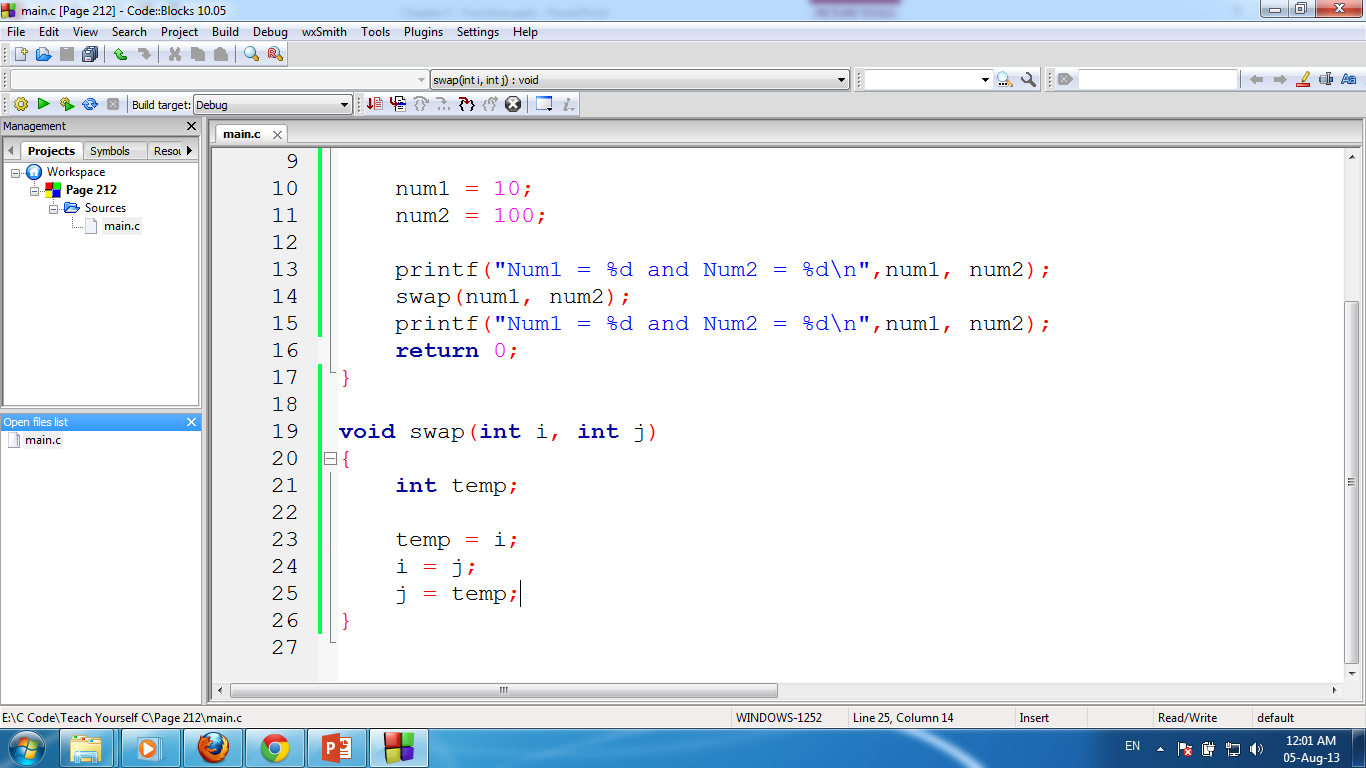 main.c [Page 212] - Code::Blocks 10.05
File Edit View Search Project Build Debug wxSmith Tools Plugins Settings Help
swap(int i, int j) : void
Build target: Debug
Management
Projects Symbols Resou
Workspace
Page 212
Sources
main.c
Open files list
main.c
main.c
9
10 num1 = 10;
11 num2 = 100;
12
13 printf("Num1 = %d and Num2 = %d\n",num1, num2);
14 swap(num1, num2);
15 printf("Num1 = %d and Num2 = %d\n",num1, num2);
16 return 0;
17 }
18
19 void swap(int i, int j)
20 {
21 int temp;
22
23 temp = i;
24 i = j;
25 j = temp;
26 }
27
E:\C Code\Teach Yourself C\Page 212\main.c WINDOWS-1252 Line 25, Column 14 Insert Read/Write default
EN 12:01 AM
05-Aug-13